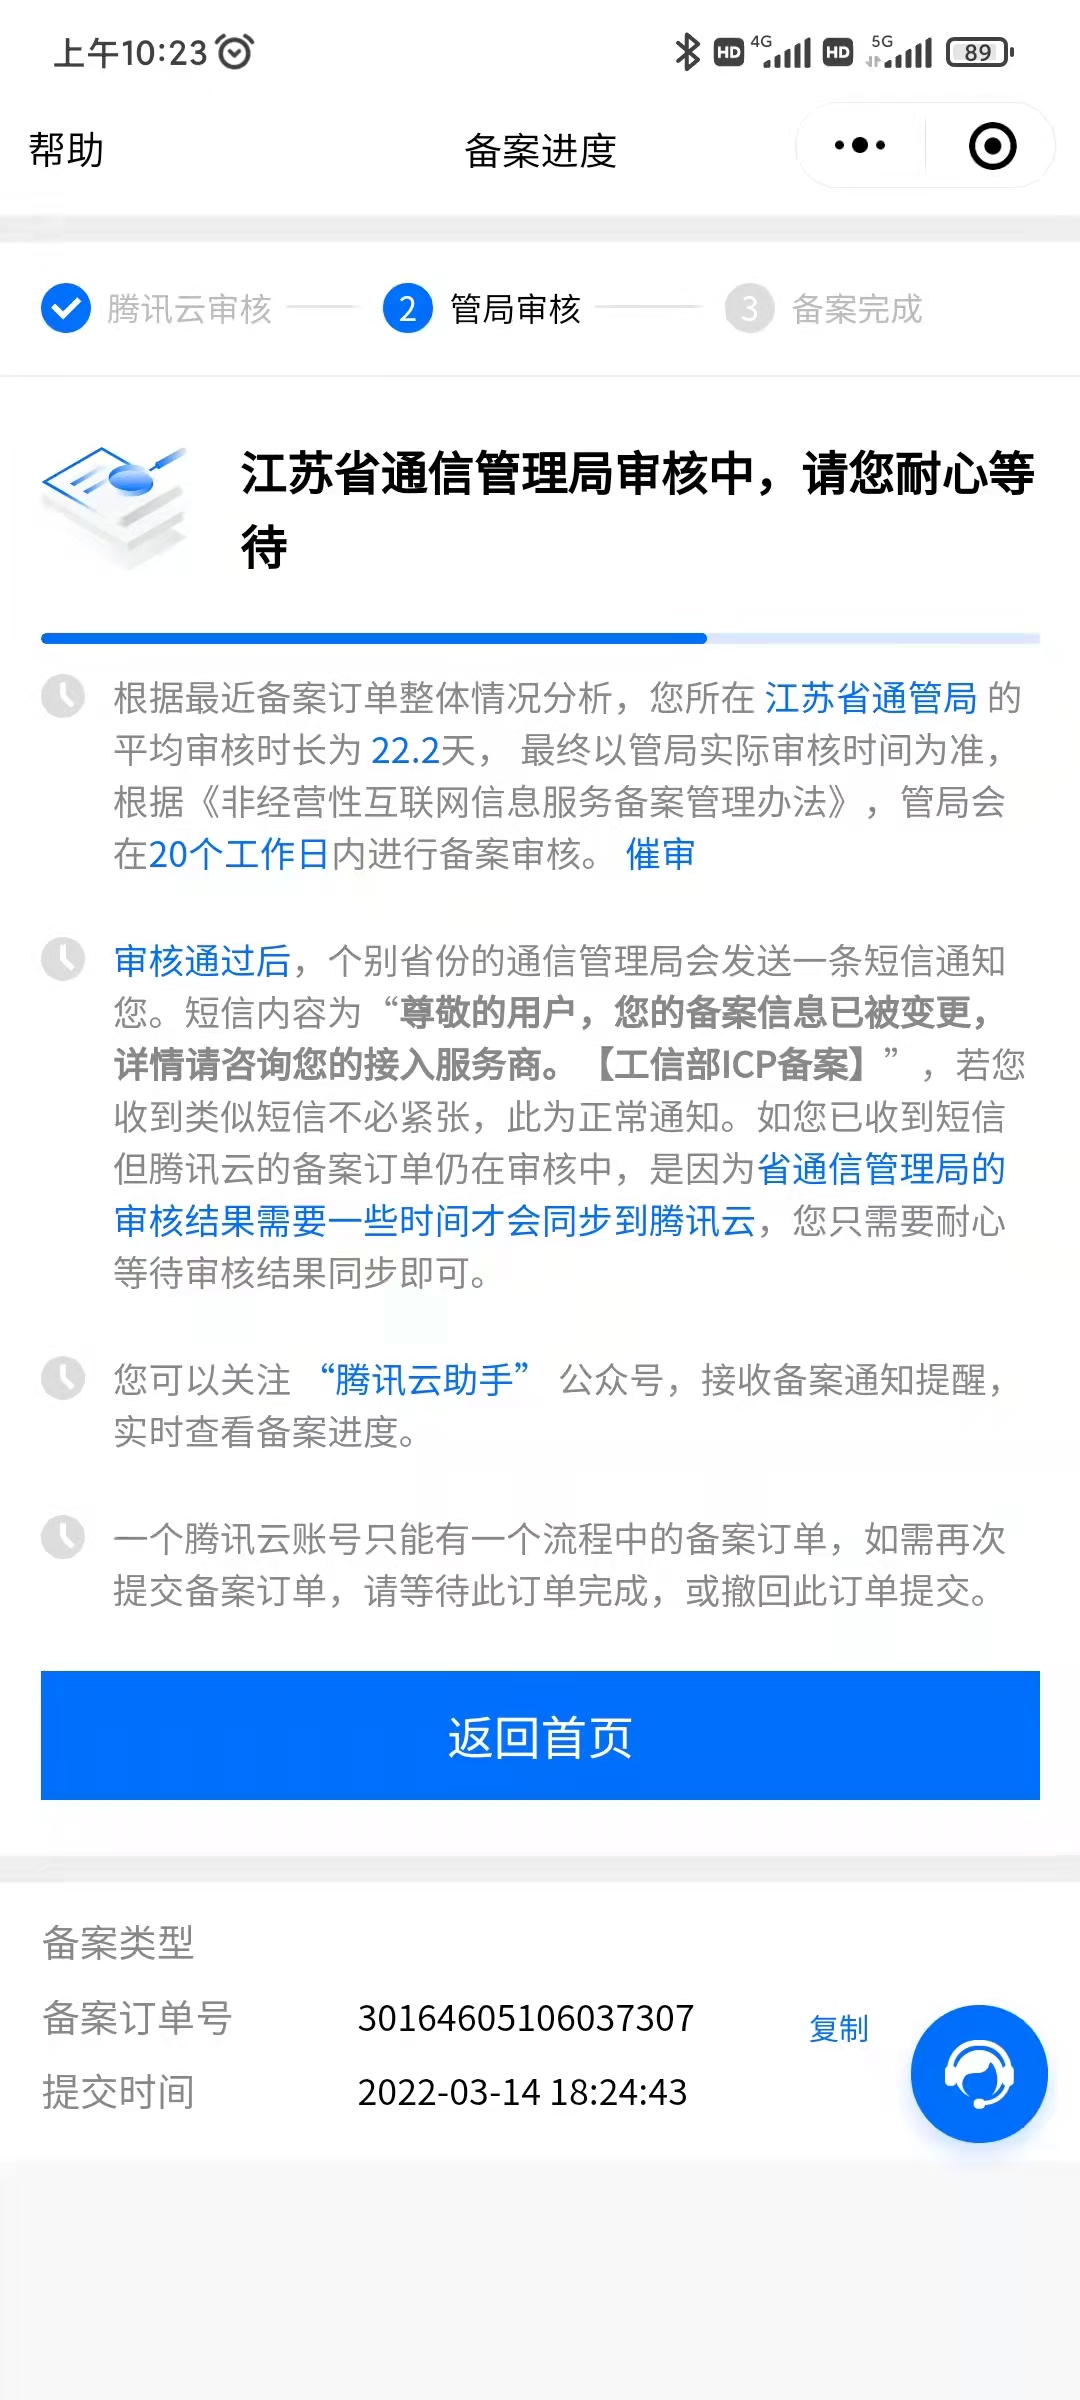 上午10:23
HD 4G HD 5G 89
帮助
备案进度
腾讯云审核
2 管局审核
3 备案完成
江苏省通信管理局审核中，请您耐心等
待
根据最近备案订单整体情况分析，您所在 江苏省通管局 的
平均审核时长为 22.2天， 最终以管局实际审核时间为准，
根据《非经营性互联网信息服务备案管理办法》，管局会
在20个工作日内进行备案审核。 催审
审核通过后，个别省份的通信管理局会发送一条短信通知
您。短信内容为“尊敬的用户，您的备案信息已被变更，
详情请咨询您的接入服务商。【工信部ICP备案】”，若您
收到类似短信不必紧张，此为正常通知。如您已收到短信
但腾讯云的备案订单仍在审核中，是因为省通信管理局的
审核结果需要一些时间才会同步到腾讯云，您只需要耐心
等待审核结果同步即可。
您可以关注 “腾讯云助手” 公众号，接收备案通知提醒，
实时查看备案进度。
一个腾讯云账号只能有一个流程中的备案订单，如需再次
提交备案订单，请等待此订单完成，或撤回此订单提交。
返回首页
备案类型
备案订单号 30164605106037307 复制
提交时间 2022-03-14 18:24:43